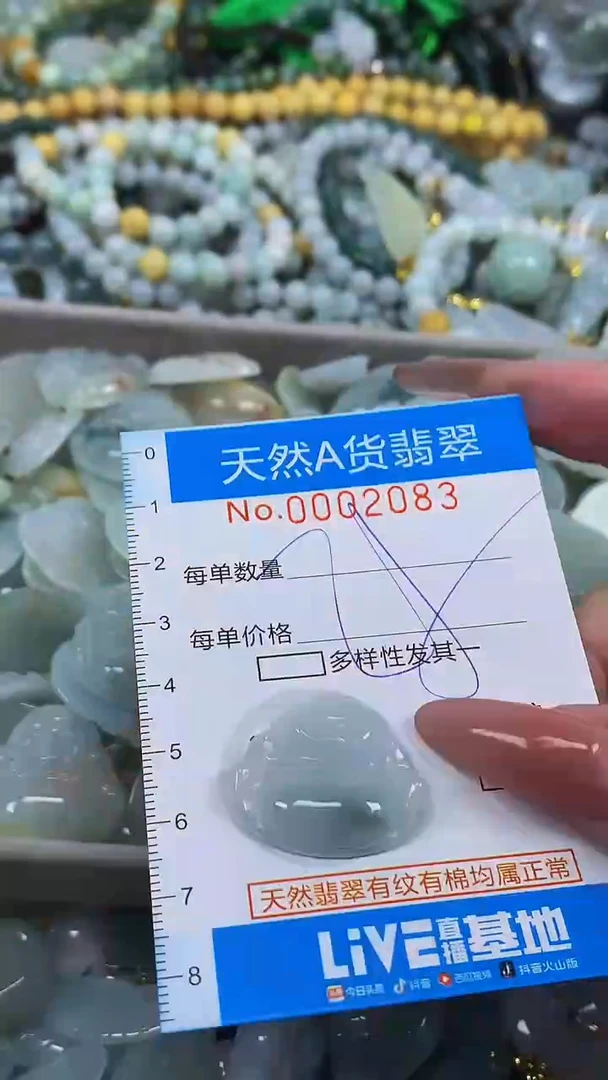 天然A货翡翠
No.0002083
每单数量
每单价格
多样性发其一
天然翡翠有纹有棉均属正常
LiVE直播基地
今日头条 抖音 西瓜视频 抖音火山版
0
1
2
3
4
5
6
7
8